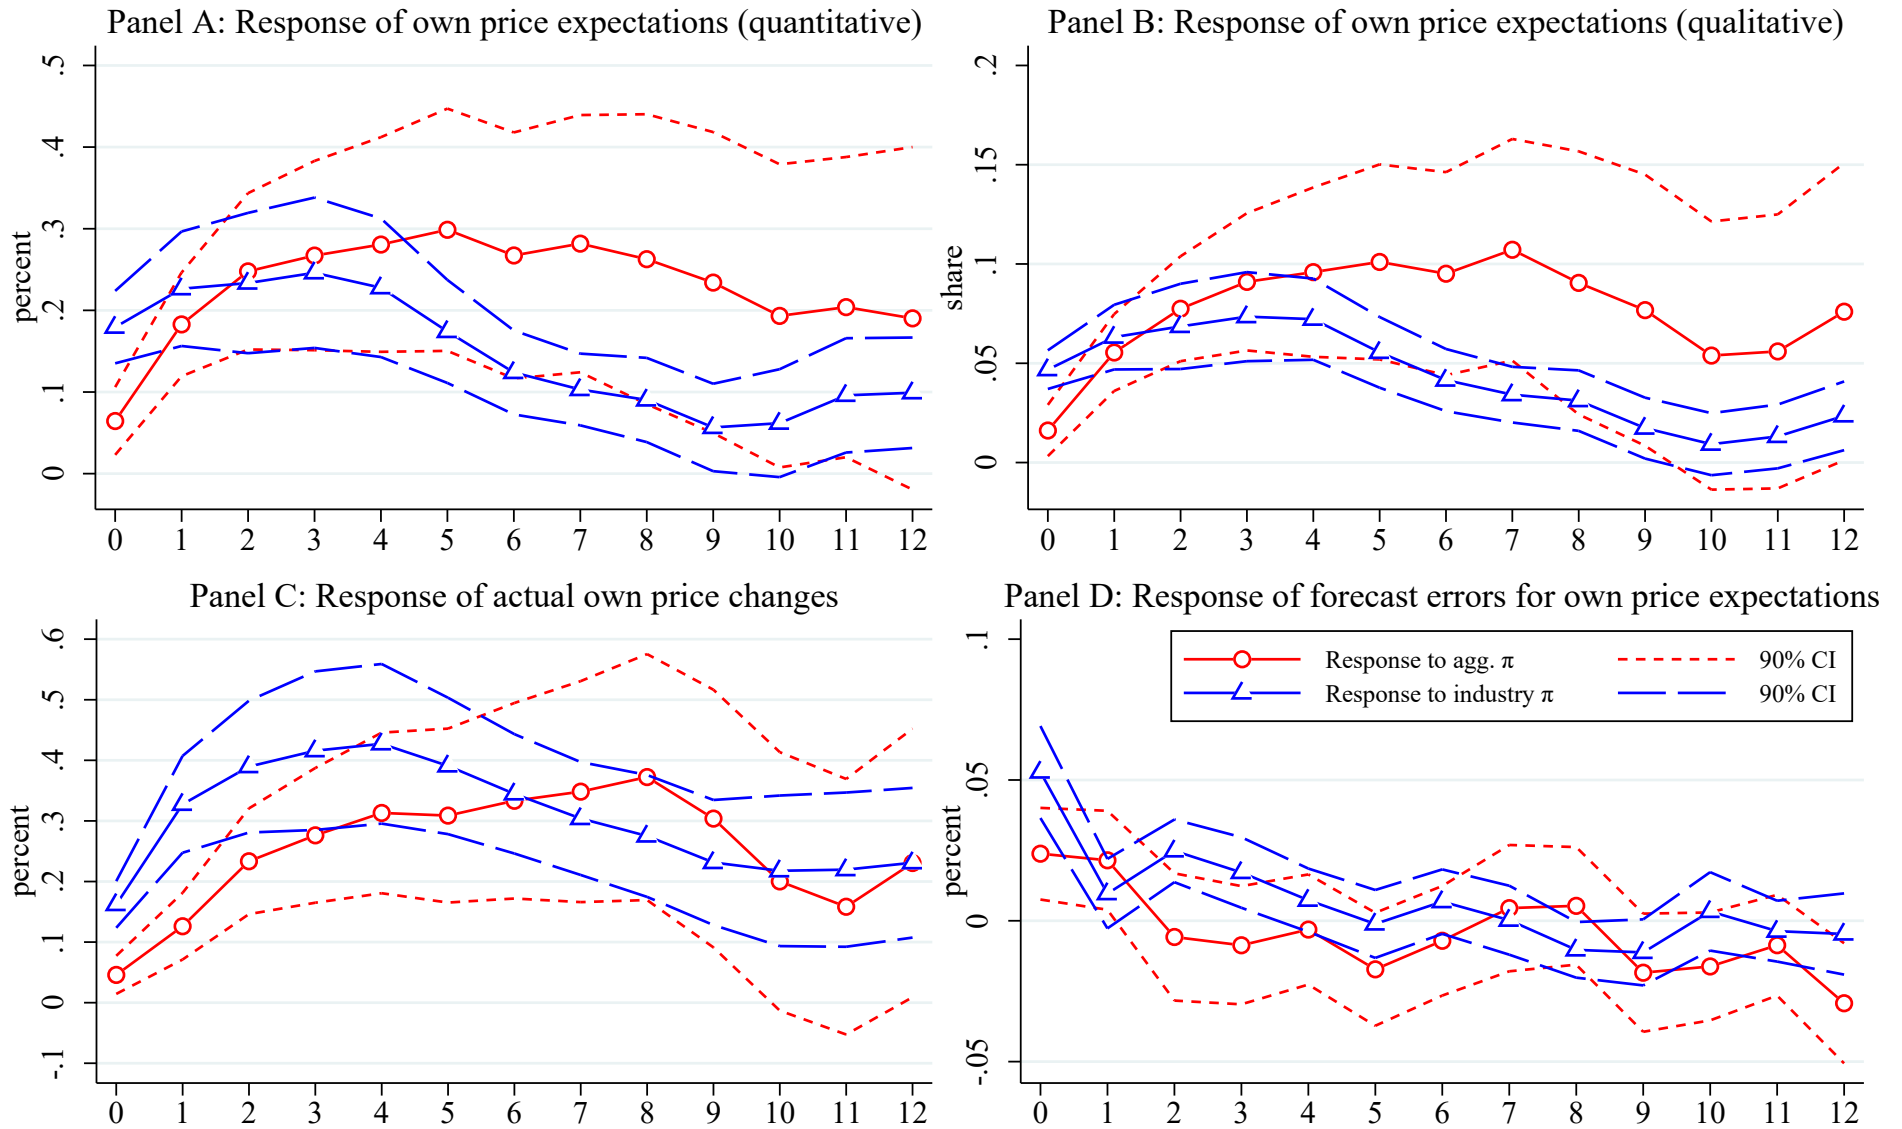 Panel A: Response of own price expectations (quantitative)
percent
.5
.4
.3
.2
.1
0
0 1 2 3 4 5 6 7 8 9 10 11 12
Panel B: Response of own price expectations (qualitative)
share
.2
.15
.1
.05
0
0 1 2 3 4 5 6 7 8 9 10 11 12
Panel C: Response of actual own price changes
percent
.6
.5
.4
.3
.2
.1
0
-.1
0 1 2 3 4 5 6 7 8 9 10 11 12
Panel D: Response of forecast errors for own price expectations
percent
.1
.05
0
-.05
Response to agg. π 90% CI
Response to industry π 90% CI
0 1 2 3 4 5 6 7 8 9 10 11 12